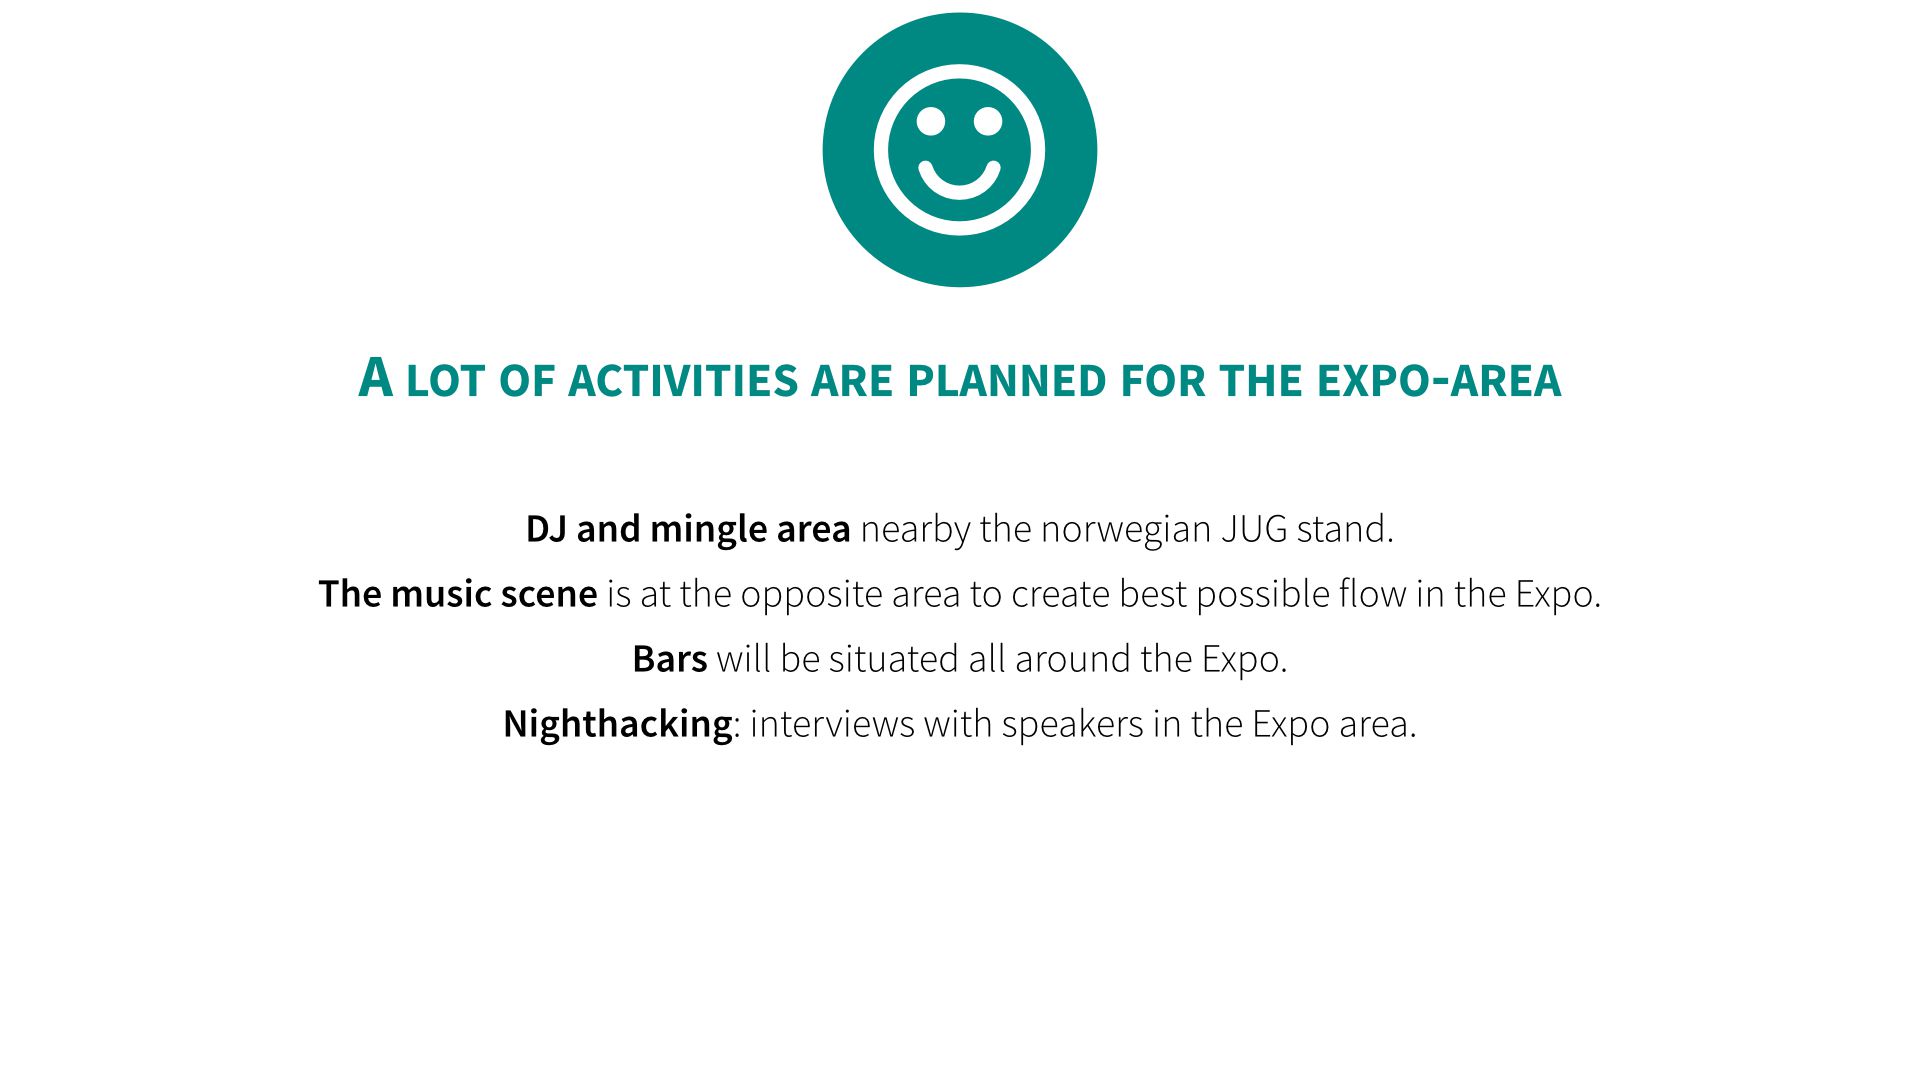 A lot of activities are planned for the expo-area
DJ and mingle area nearby the norwegian JUG stand.
The music scene is at the opposite area to create best possible flow in the Expo.
Bars will be situated all around the Expo.
Nighthacking: interviews with speakers in the Expo area.